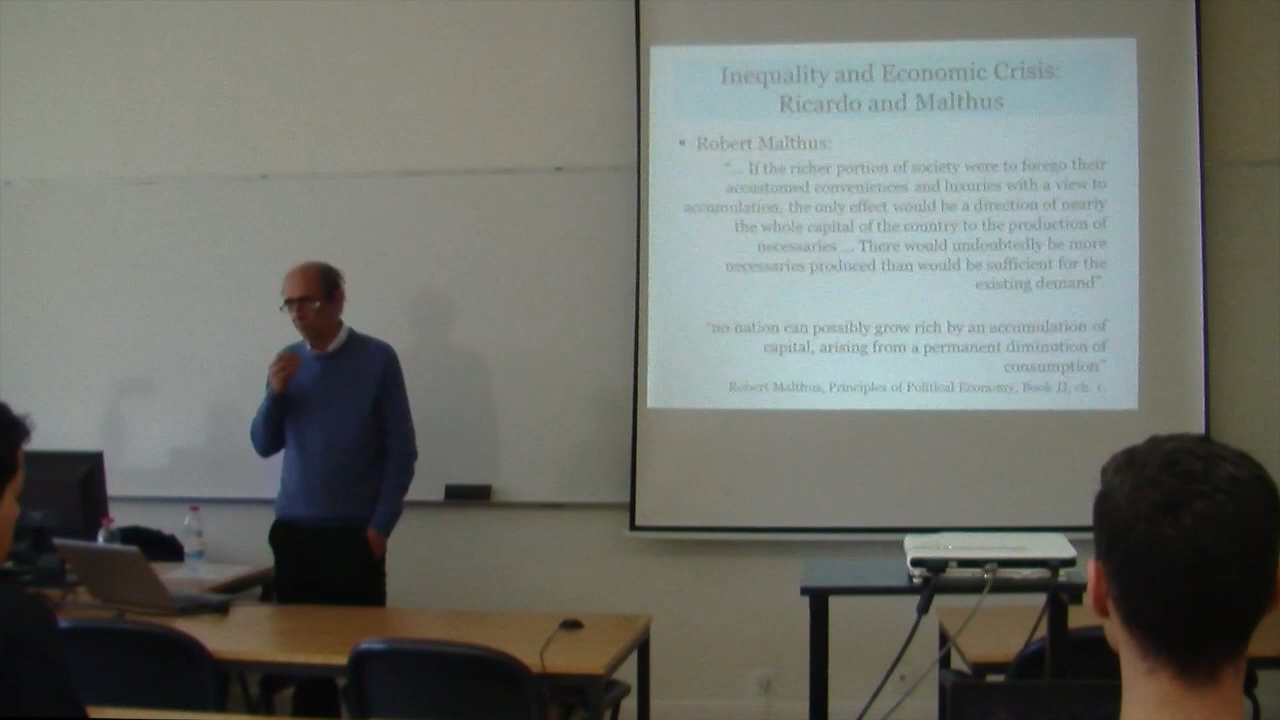 Inequality and Economic Crisis:
Ricardo and Malthus
▪ Robert Malthus:
"... If the richer portion of society were to forego their
accustomed conveniences and luxuries with a view to
accumulation, the only effect would be a direction of nearly
the whole capital of the country to the production of
necessaries ... There would undoubtedly be more
necessaries produced than would be sufficient for the
existing demand"
"no nation can possibly grow rich by an accumulation of
capital, arising from a permanent diminution of
consumption"
Robert Malthus, Principles of Political Economy, Book II, ch. 1.